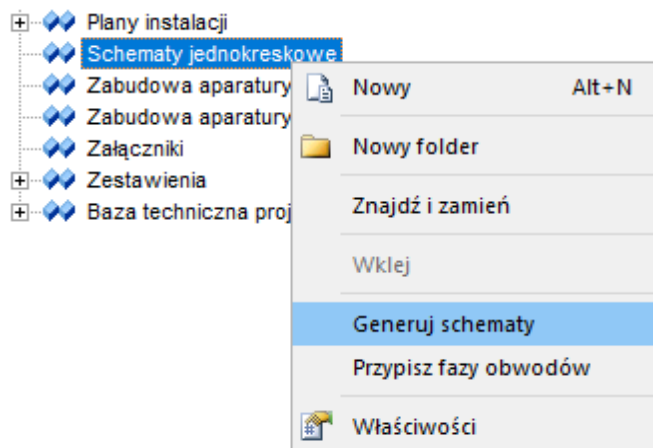 Plany instalacji
Schematy jednokreskowe
Zabudowa aparatury
Zabudowa aparatury
Załączniki
Zestawienia
Baza techniczna proj
Nowy Alt+N
Nowy folder
Znajdź i zamień
Wklej
Generuj schematy
Przypisz fazy obwodów
Właściwości